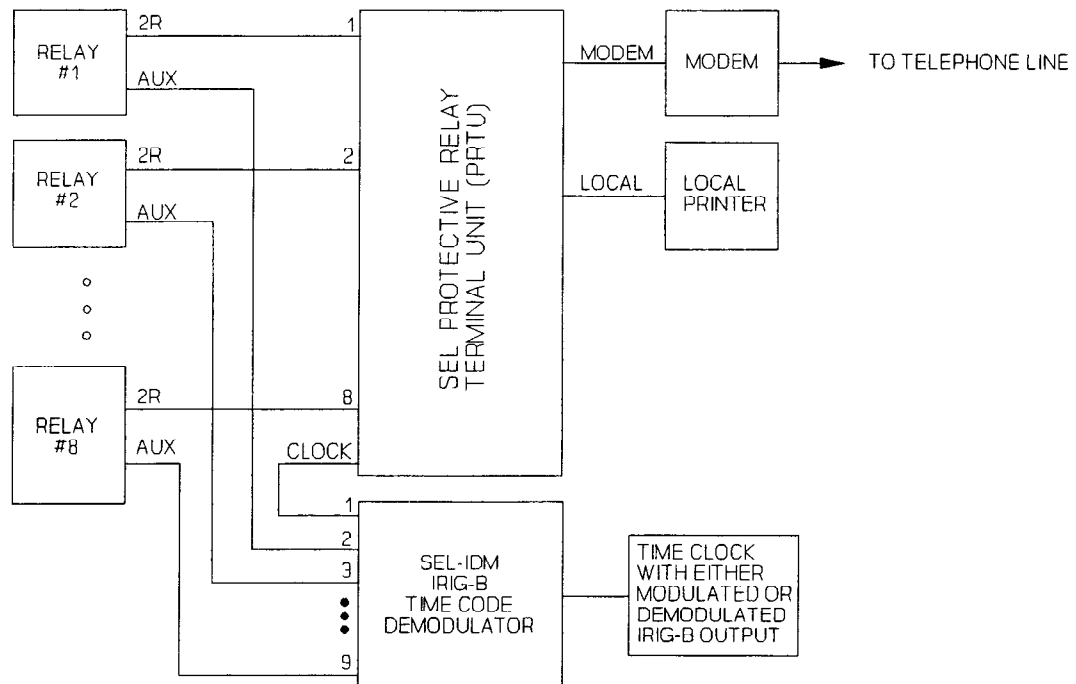 RELAY
#1
2R
1
AUX
RELAY
#2
2R
2
AUX
RELAY
#8
2R
8
AUX
CLOCK
SEL PROTECTIVE RELAY
TERMINAL UNIT (PRTU)
MODEM
MODEM
TO TELEPHONE LINE
LOCAL
LOCAL
PRINTER
1
2
3
9
SEL-IDM
IRIG-B
TIME CODE
DEMODULATOR
TIME CLOCK
WITH EITHER
MODULATED OR
DEMODULATED
IRIG-B OUTPUT